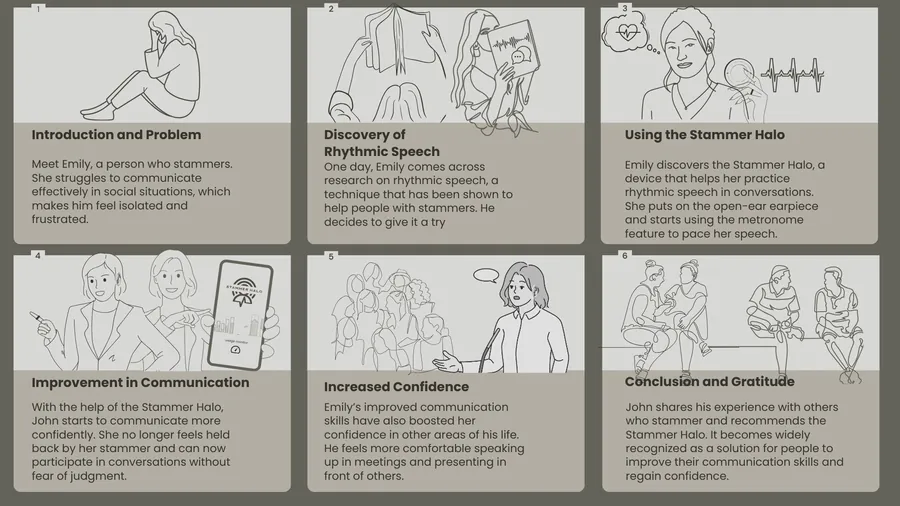 1
Introduction and Problem
Meet Emily, a person who stammers.
She struggles to communicate
effectively in social situations, which
makes him feel isolated and
frustrated.
2
Discovery of
Rhythmic Speech
One day, Emily comes across
research on rhythmic speech, a
technique that has been shown to
help people with stammers. He
decides to give it a try
3
Using the Stammer Halo
Emily discovers the Stammer Halo, a
device that helps her practice
rhythmic speech in conversations.
She puts on the open-ear earpiece
and starts using the metronome
feature to pace her speech.
4
STAMMER HALO
Improvement in Communication
With the help of the Stammer Halo,
John starts to communicate more
confidently. She no longer feels held
back by her stammer and can now
participate in conversations without
fear of judgment.
5
Increased Confidence
Emily’s improved communication
skills have also boosted her
confidence in other areas of his life.
He feels more comfortable speaking
up in meetings and presenting in
front of others.
6
Conclusion and Gratitude
John shares his experience with others
who stammer and recommends the
Stammer Halo. It becomes widely
recognized as a solution for people to
improve their communication skills and
regain confidence.